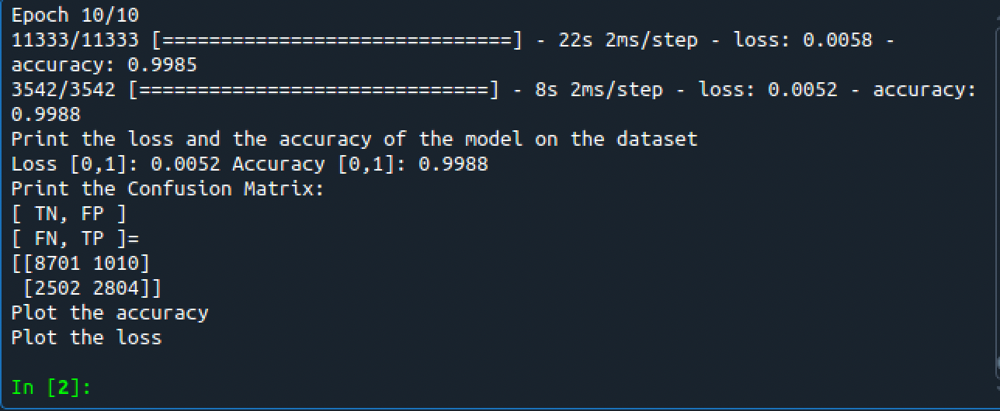 Epoch 10/10
11333/11333 [==============================] - 22s 2ms/step - loss: 0.0058 -
accuracy: 0.9985
3542/3542 [==============================] - 8s 2ms/step - loss: 0.0052 - accuracy:
0.9988
Print the loss and the accuracy of the model on the dataset
Loss [0,1]: 0.0052 Accuracy [0,1]: 0.9988
Print the Confusion Matrix:
[ TN, FP ]
[ FN, TP ]=
[[8701 1010]
 [2502 2804]]
Plot the accuracy
Plot the loss
In [2]: